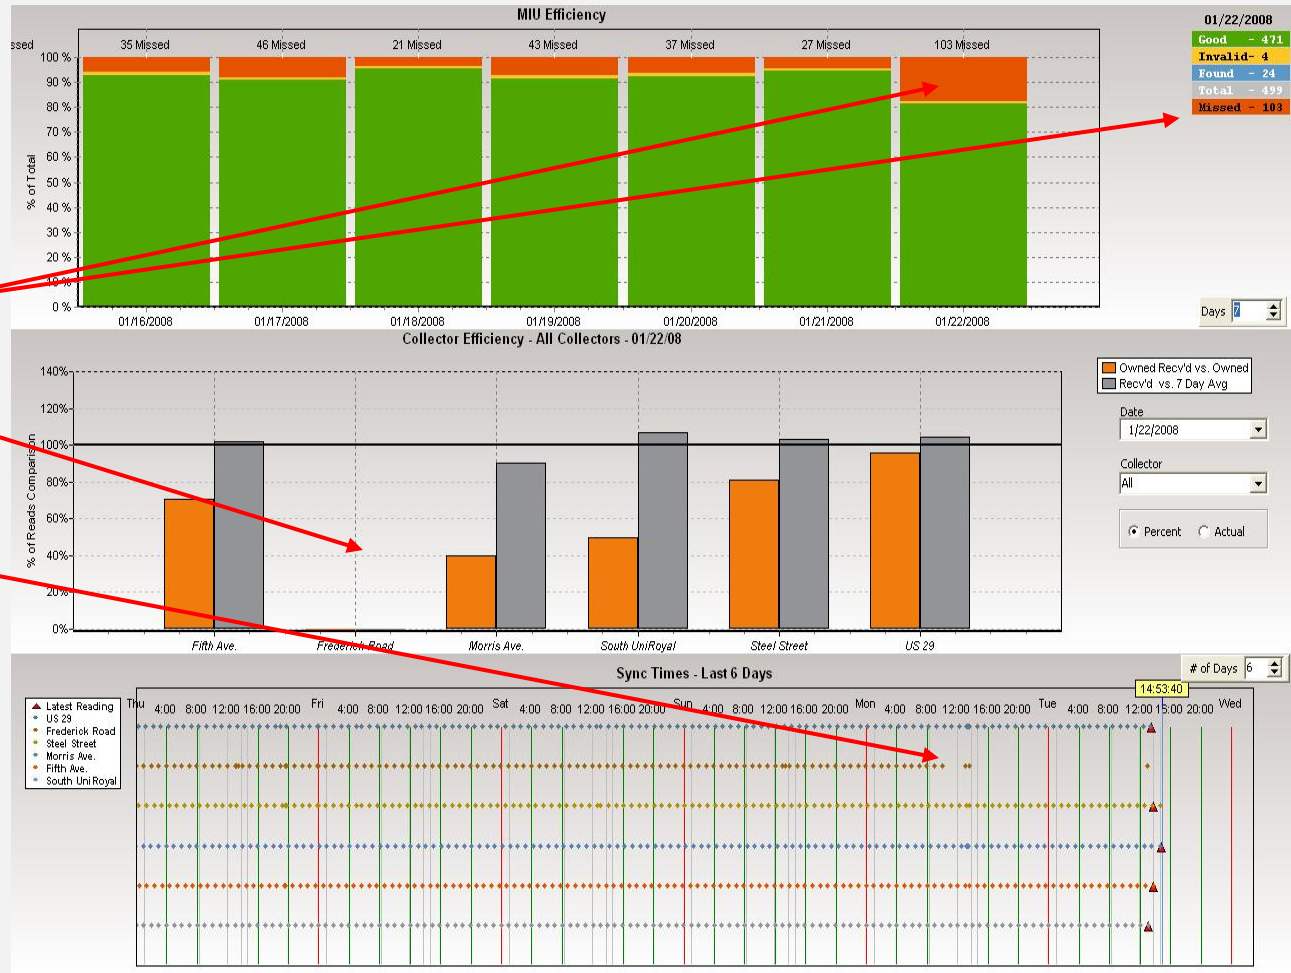 MIU Efficiency
ssed
35 Missed
46 Missed
21 Missed
43 Missed
37 Missed
27 Missed
103 Missed
01/22/2008
Good - 471
Invalid- 4
Found - 24
Total - 499
Missed - 103
100 %
90 %
80 %
70 %
60 %
50 %
40 %
30 %
20 %
10 %
0 %
% of Total
01/16/2008
01/17/2008
01/18/2008
01/19/2008
01/20/2008
01/21/2008
01/22/2008
Days 7
Collector Efficiency - All Collectors - 01/22/08
140%
120%
100%
80%
60%
40%
20%
0%
% of Reads Comparison
Fifth Ave.
Frederick Road
Morris Ave.
South UniRoyal
Steel Street
US 29
Owned Recv'd vs. Owned
Recv'd vs. 7 Day Avg
Date
1/22/2008
Collector
All
Percent Actual
Sync Times - Last 6 Days
# of Days 6
14:53:40
Thu 4:00 8:00 12:00 16:00 20:00 Fri 4:00 8:00 12:00 16:00 20:00 Sat 4:00 8:00 12:00 16:00 20:00 Sun 4:00 8:00 12:00 16:00 20:00 Mon 4:00 8:00 12:00 16:00 20:00 Tue 4:00 8:00 12:00 16:00 20:00 Wed
Latest Reading
US 29
Frederick Road
Steel Street
Morris Ave.
Fifth Ave.
South UniRoyal